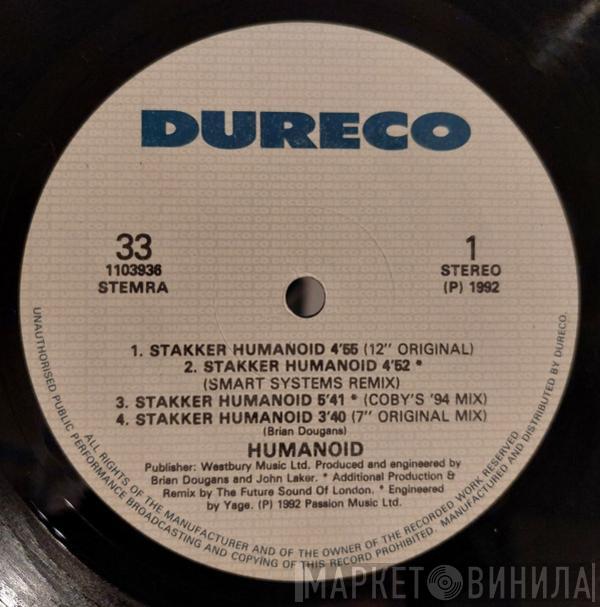 DURECO
33
1103936
STEMRA
1
STEREO
(P) 1992
1. STAKKER HUMANOID 4'55 (12" ORIGINAL)
2. STAKKER HUMANOID 4'52 *
(SMART SYSTEMS REMIX)
3. STAKKER HUMANOID 5'41 * (COBY'S '94 MIX)
4. STAKKER HUMANOID 3'40 (7" ORIGINAL MIX)
(Brian Dougans)
HUMANOID
Publisher: Westbury Music Ltd. Produced and engineered by
Brian Dougans and John Laker. * Additional Production &
Remix by The Future Sound Of London. * Engineered
by Yage. (P) 1992 Passion Music Ltd.
ALL RIGHTS OF THE MANUFACTURER AND OF THE OWNER OF THE RECORDED WORK RESERVED
UNAUTHORISED PUBLIC PERFORMANCE BROADCASTING AND COPYING OF THIS RECORD PROHIBITED. MANUFACTURED AND DISTRIBUTED BY DURECO.
МАРКЕТ ВИНИЛА